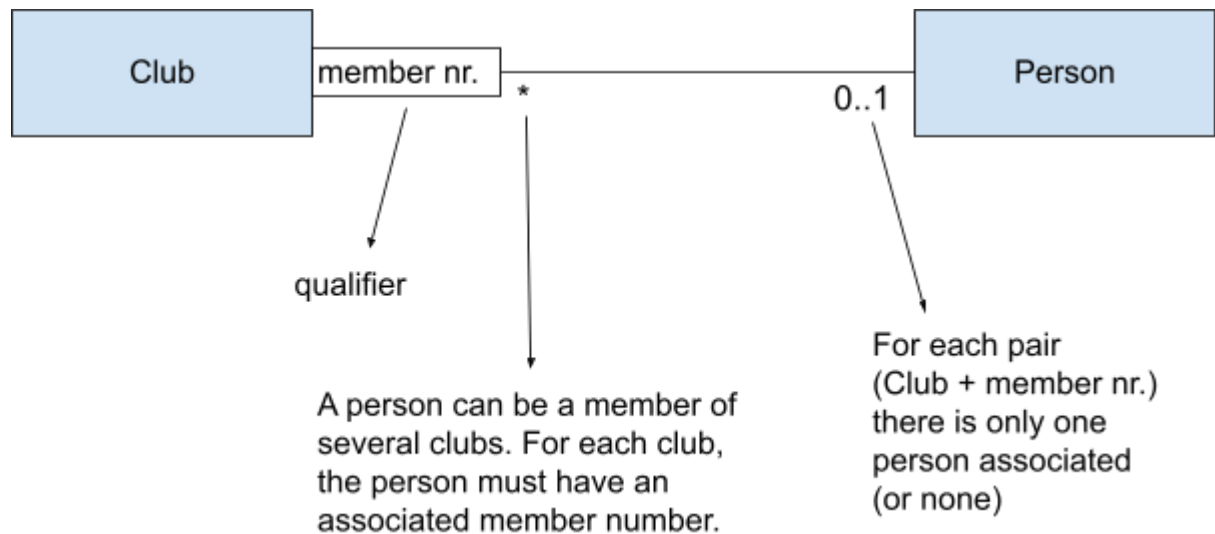 Club
member nr.
Person
*
0..1
qualifier
A person can be a member of
several clubs. For each club,
the person must have an
associated member number.
For each pair
(Club + member nr.)
there is only one
person associated
(or none)